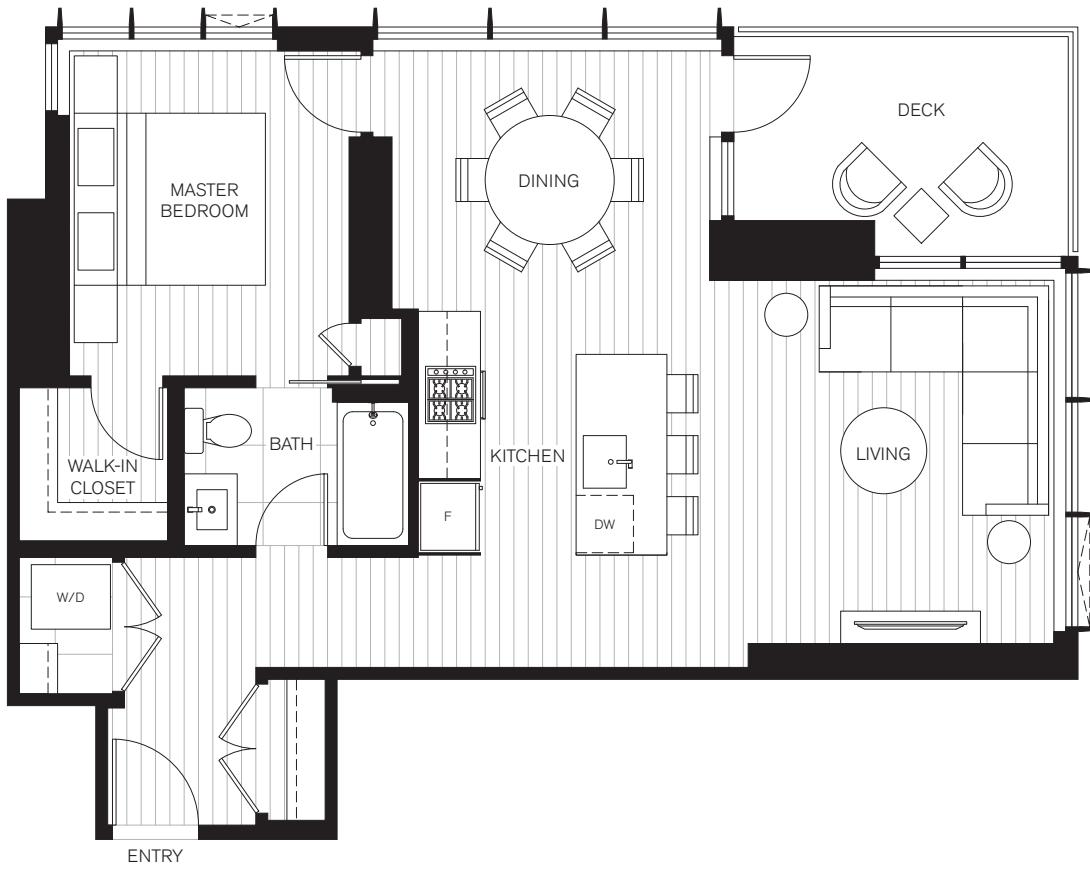 DECK
MASTER
BEDROOM
DINING
BATH
KITCHEN
LIVING
WALK-IN
CLOSET
F
DW
W/D
ENTRY